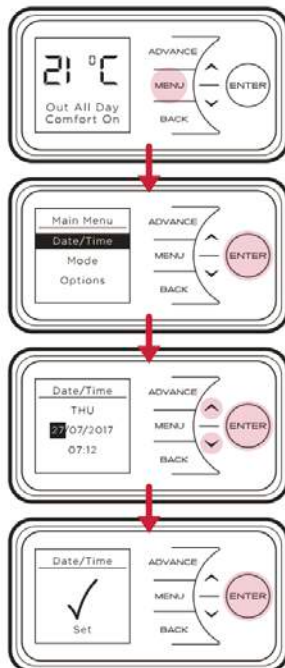 21 °C
Out All Day
Comfort On
ADVANCE
MENU
BACK
ENTER
Main Menu
Date/Time
Mode
Options
ADVANCE
MENU
BACK
ENTER
Date/Time
THU
27/07/2017
07:12
ADVANCE
MENU
BACK
ENTER
Date/Time
Set
ADVANCE
MENU
BACK
ENTER